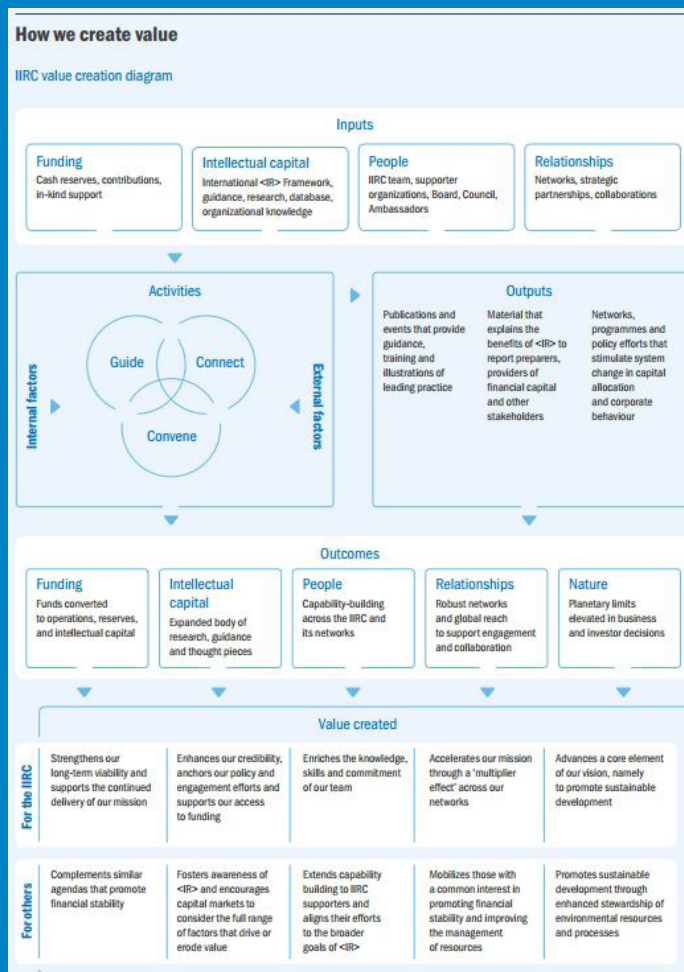 How we create value
IIRC value creation diagram
Inputs
Funding
Cash reserves, contributions,
in-kind support
Intellectual capital
International <IR> Framework,
guidance, research, database,
organizational knowledge
People
IIRC team, supporter
organizations, Board, Council,
Ambassadors
Relationships
Networks, strategic
partnerships, collaborations
Activities
Guide
Connect
Convene
Internal factors
External factors
Outputs
Publications and
events that provide
guidance,
training and
illustrations of
leading practice
Material that
explains the
benefits of <IR> to
report preparers,
providers of
financial capital
and other
stakeholders
Networks,
programmes and
policy efforts that
stimulate system
change in capital
allocation
and corporate
behaviour
Outcomes
Funding
Funds converted
to operations, reserves,
and intellectual capital
Intellectual
capital
Expanded body of
research, guidance
and thought pieces
People
Capability-building
across the IIRC and
its networks
Relationships
Robust networks
and global reach
to support engagement
and collaboration
Nature
Planetary limits
elevated in business
and investor decisions
Value created
For the IIRC
Strengthens our
long-term viability and
supports the continued
delivery of our mission
Enhances our credibility,
anchors our policy and
engagement efforts and
supports our access
to funding
Enriches the knowledge,
skills and commitment
of our team
Accelerates our mission
through a 'multiplier
effect' across our
networks
Advances a core element
of our vision, namely
to promote sustainable
development
For others
Complements similar
agendas that promote
financial stability
Fosters awareness of
<IR> and encourages
capital markets to
consider the full range
of factors that drive or
erode value
Extends capability
building to IIRC
supporters and
aligns their efforts
to the broader
goals of <IR>
Mobilizes those with
a common interest in
promoting financial
stability and improving
the management
of resources
Promotes sustainable
development through
enhanced stewardship of
environmental resources
and processes